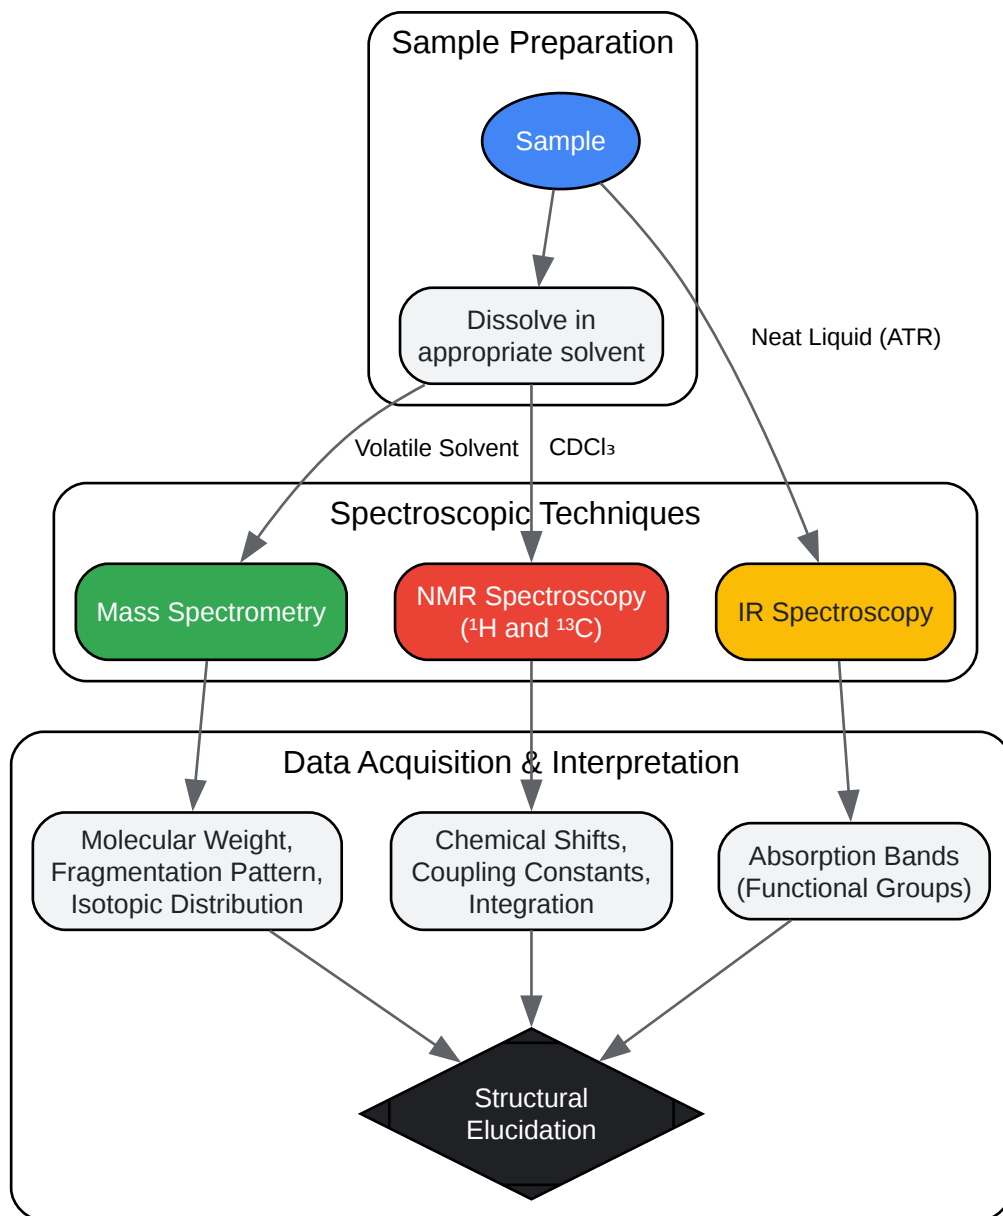 Sample Preparation
Sample
Dissolve in
appropriate solvent
Neat Liquid (ATR)
Volatile Solvent
CDCl₃
Spectroscopic Techniques
Mass Spectrometry
NMR Spectroscopy
(¹H and ¹³C)
IR Spectroscopy
Data Acquisition & Interpretation
Molecular Weight,
Fragmentation Pattern,
Isotopic Distribution
Chemical Shifts,
Coupling Constants,
Integration
Absorption Bands
(Functional Groups)
Structural
Elucidation